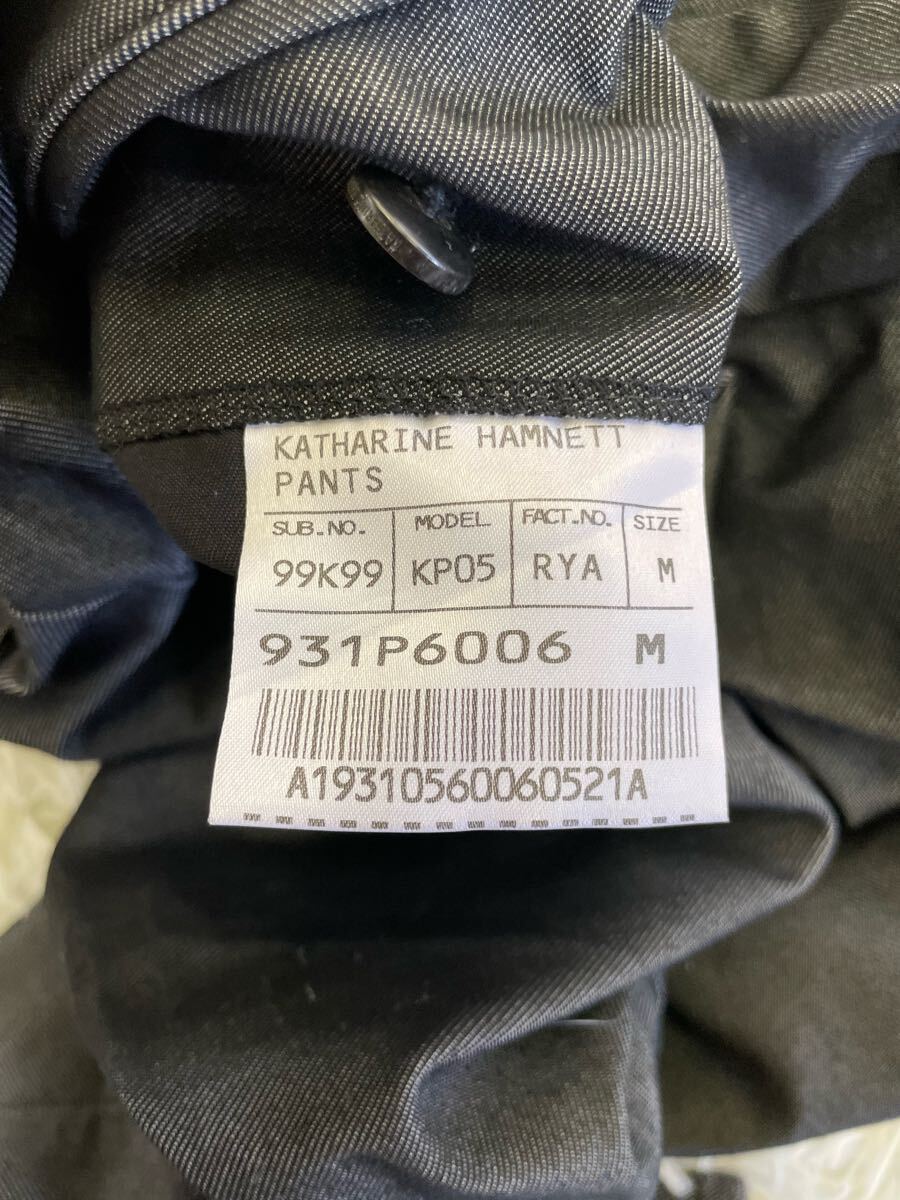 KATHARINE HAMNETT
PANTS
SUB.NO. MODEL FACT.NO. SIZE
99K99 KP05 RYA M
931P6006 M
A19310560060521A